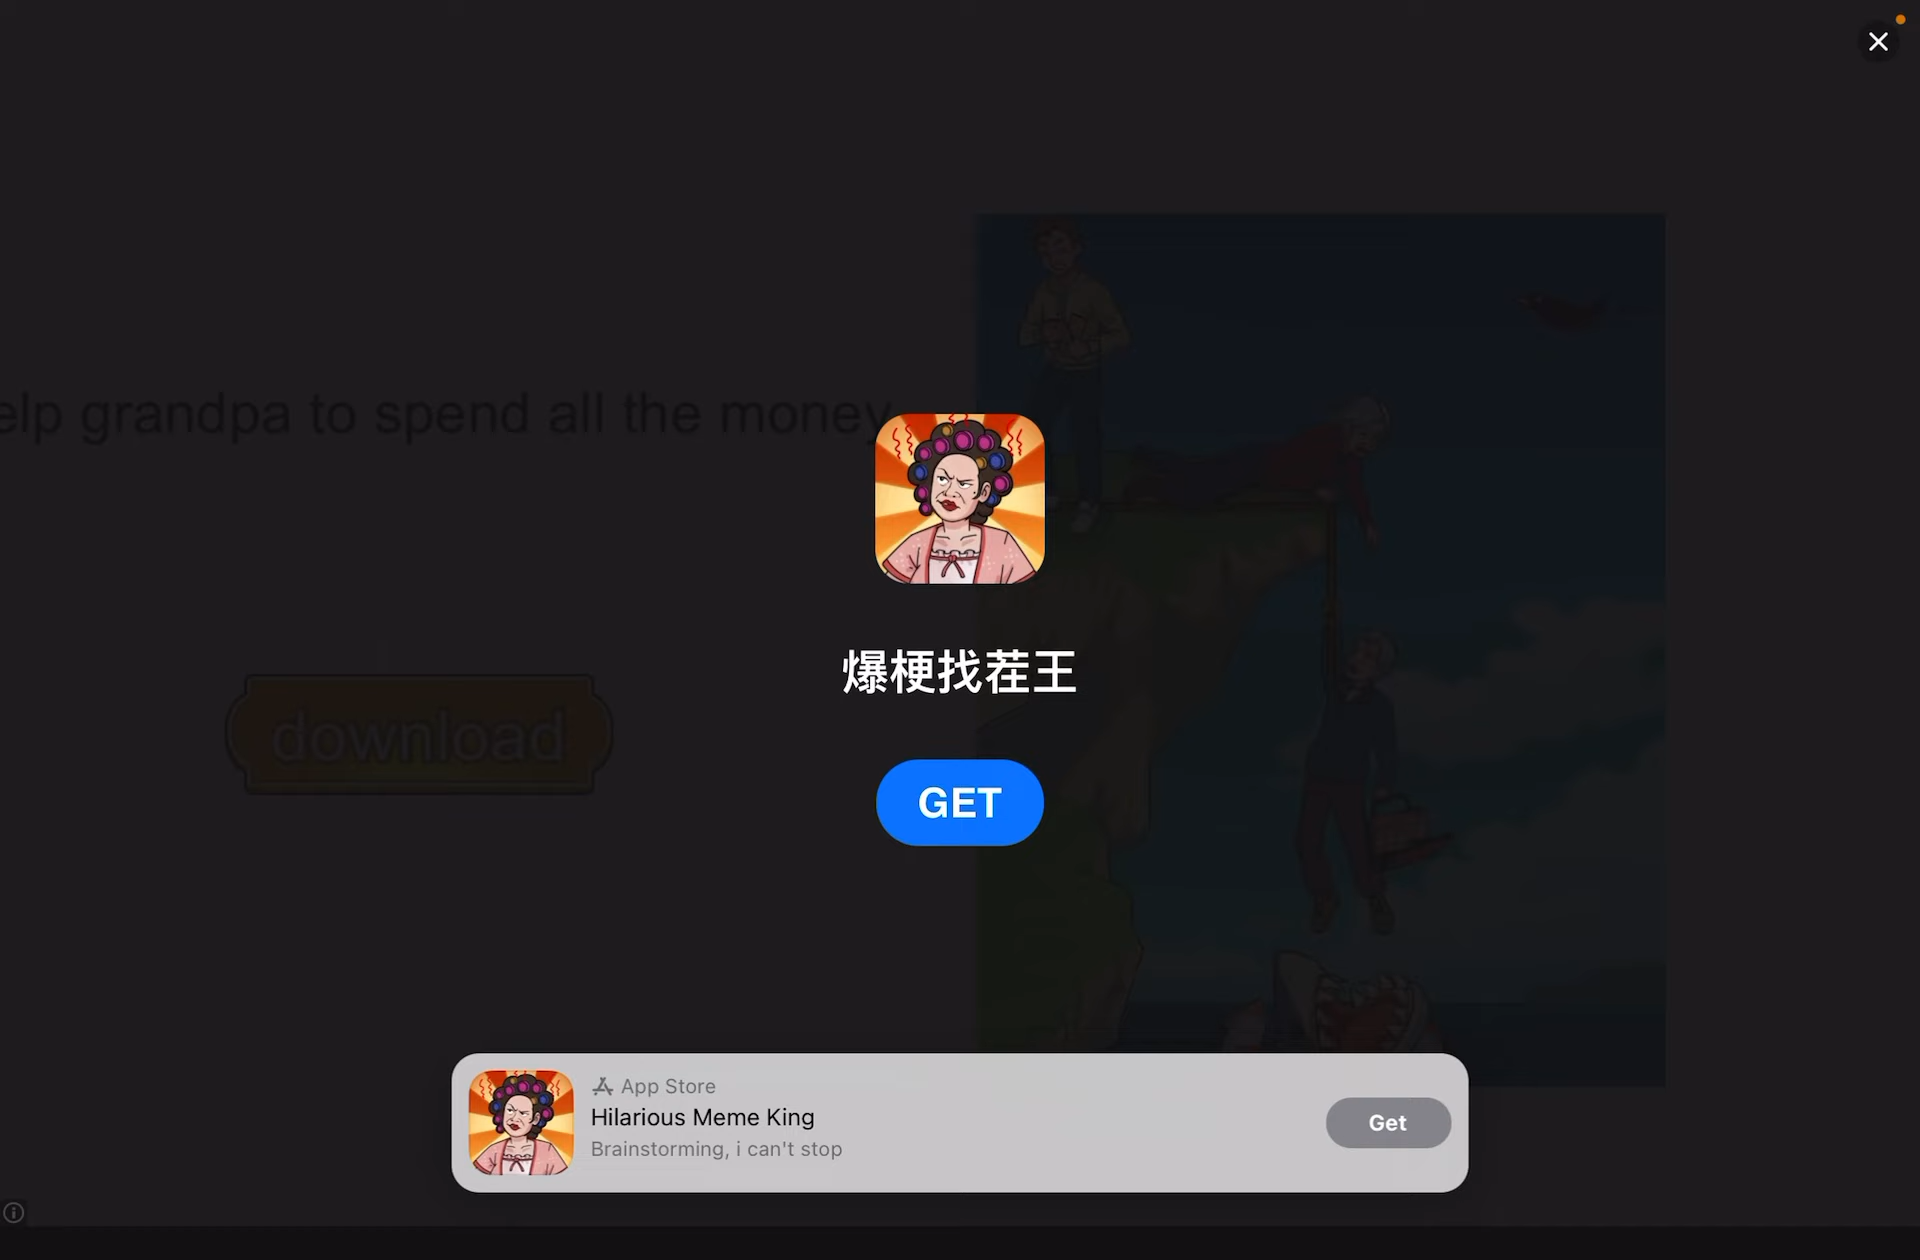 elp grandpa to spend all the money
爆梗找茬王
download
GET
App Store
Hilarious Meme King
Brainstorming, i can't stop
Get